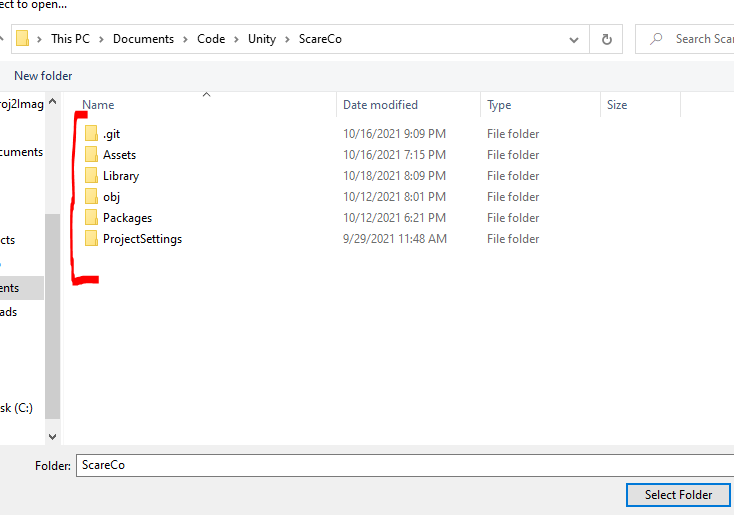 ect to open...
This PC > Documents > Code > Unity > ScareCo
Search Scar
New folder
roj2Imag
cuments
cts
ents
ads
sk (C:)
Name Date modified Type Size
.git 10/16/2021 9:09 PM File folder
Assets 10/16/2021 7:15 PM File folder
Library 10/18/2021 8:09 PM File folder
obj 10/12/2021 8:01 PM File folder
Packages 10/12/2021 6:21 PM File folder
ProjectSettings 9/29/2021 11:48 AM File folder
Folder: ScareCo
Select Folder